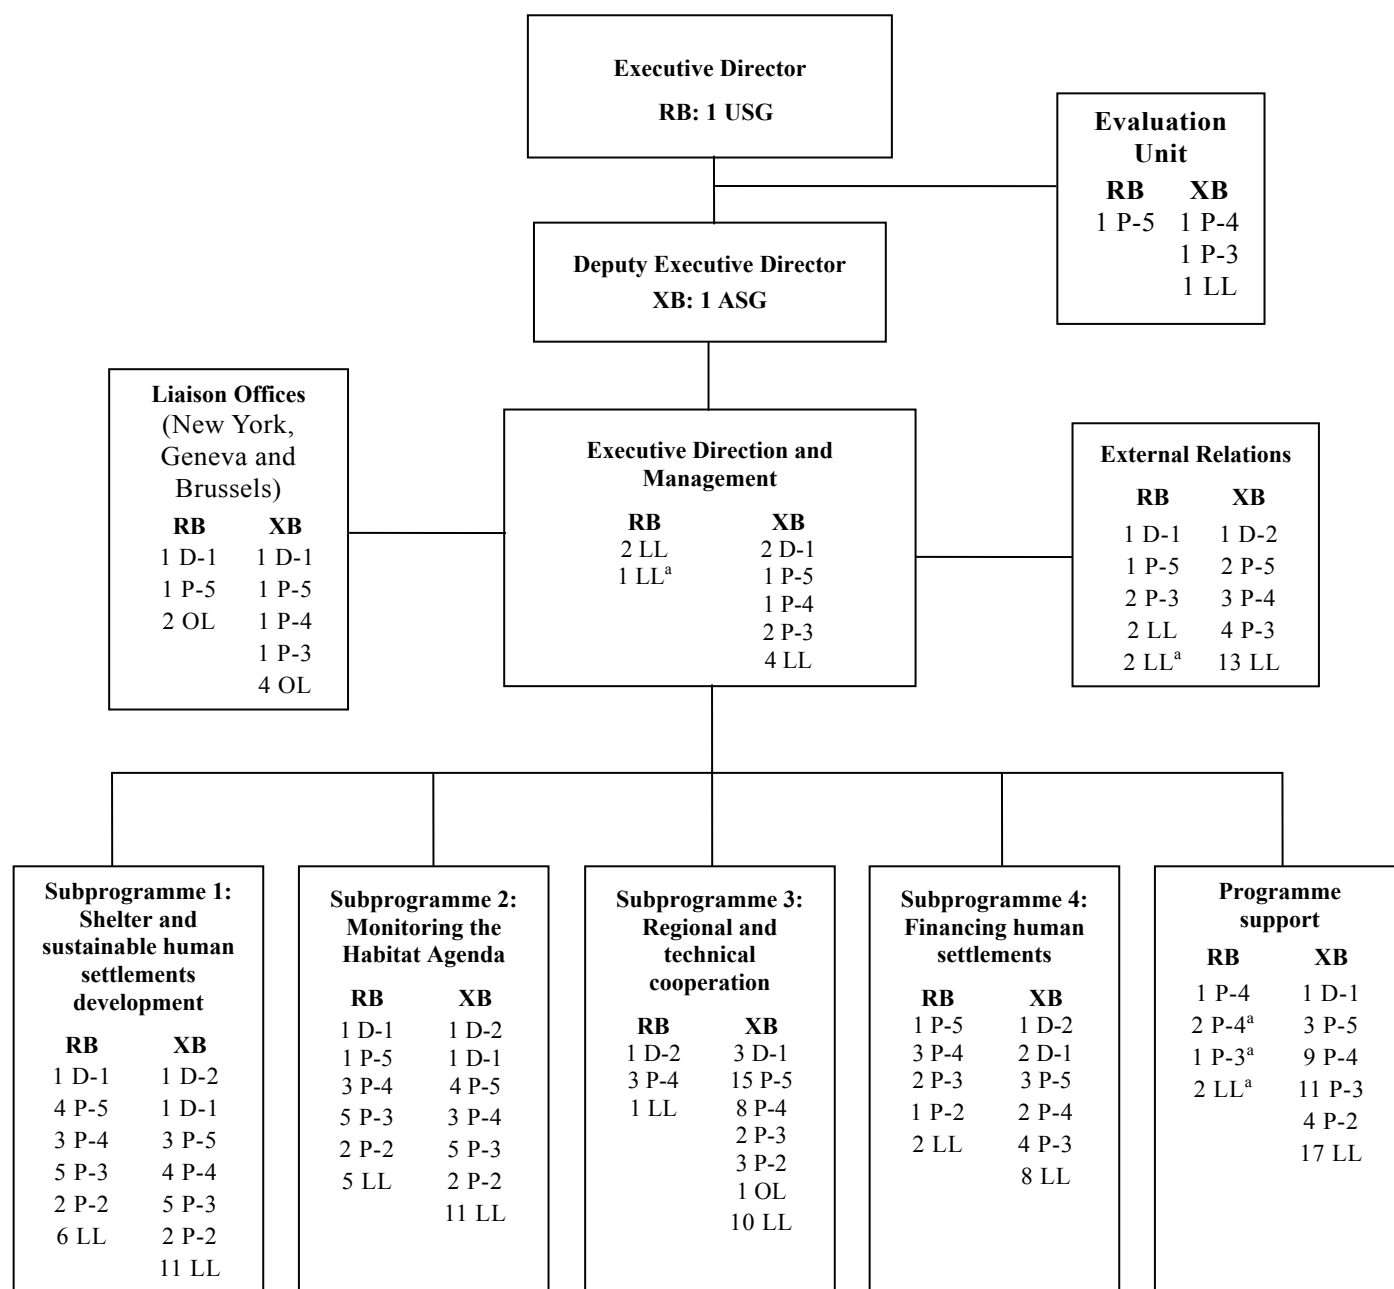 Executive Director
RB: 1 USG
Evaluation
Unit
RB XB
1 P-5 1 P-4
1 P-3
1 LL
Deputy Executive Director
XB: 1 ASG
Liaison Offices
(New York,
Geneva and
Brussels)
RB XB
1 D-1 1 D-1
1 P-5 1 P-5
2 OL 1 P-4
1 P-3
4 OL
Executive Direction and
Management
RB XB
2 LL 2 D-1
1 LLª 1 P-5
1 P-4
2 P-3
4 LL
External Relations
RB XB
1 D-1 1 D-2
1 P-5 2 P-5
2 P-3 3 P-4
2 LL 4 P-3
2 LLª 13 LL
Subprogramme 1:
Shelter and
sustainable human
settlements
development
RB XB
1 D-1 1 D-2
4 P-5 1 D-1
3 P-4 3 P-5
5 P-3 4 P-4
2 P-2 5 P-3
6 LL 2 P-2
11 LL
Subprogramme 2:
Monitoring the
Habitat Agenda
RB XB
1 D-1 1 D-2
1 P-5 1 D-1
3 P-4 4 P-5
5 P-3 3 P-4
2 P-2 5 P-3
5 LL 2 P-2
11 LL
Subprogramme 3:
Regional and
technical
cooperation
RB XB
1 D-2 3 D-1
3 P-4 15 P-5
1 LL 8 P-4
2 P-3
3 P-2
1 OL
10 LL
Subprogramme 4:
Financing human
settlements
RB XB
1 P-5 1 D-2
3 P-4 2 D-1
2 P-3 3 P-5
1 P-2 2 P-4
2 LL 4 P-3
8 LL
Programme
support
RB XB
1 P-4 1 D-1
2 P-4ª 3 P-5
1 P-3ª 9 P-4
2 LLª 11 P-3
4 P-2
17 LL